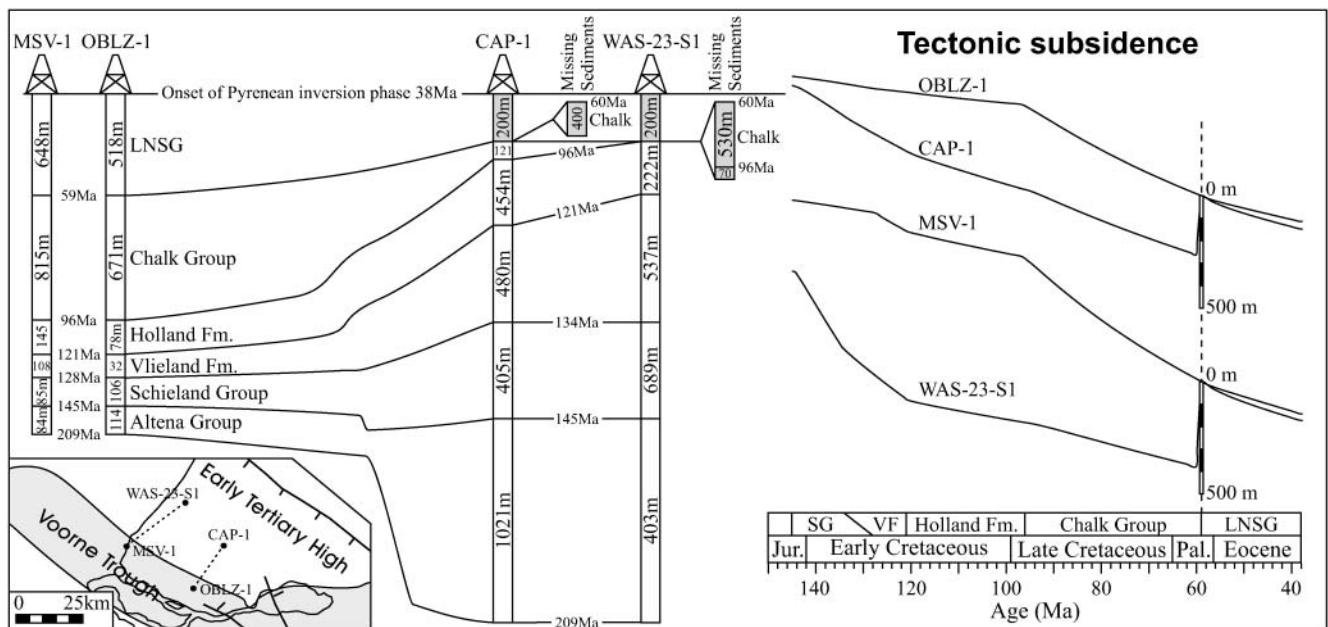 MSV-1 OBLZ-1 CAP-1 WAS-23-S1
Missing
Sediments
Missing
Sediments
Tectonic subsidence
Onset of Pyrenean inversion phase 38Ma
648m
815m
145
108
85m
84m
59Ma
96Ma
121Ma
128Ma
145Ma
209Ma
518m
671m
78m
32
106
114
LNSG
Chalk Group
Holland Fm.
Vlieland Fm.
Schieland Group
Altena Group
200m
121
454m
480m
405m
1021m
60Ma
400
Chalk
96Ma
121Ma
134Ma
145Ma
209Ma
200m
222m
537m
689m
403m
60Ma
530m
Chalk
96Ma
70
OBLZ-1
CAP-1
MSV-1
WAS-23-S1
0 m
500 m
0 m
500 m
SG VF Holland Fm. Chalk Group LNSG
Jur. Early Cretaceous Late Cretaceous Pal. Eocene
140 120 100 80 60 40
Age (Ma)
WAS-23-S1
Early Tertiary High
Voorne Trough
MSV-1
CAP-1
OBLZ-1
0 25km